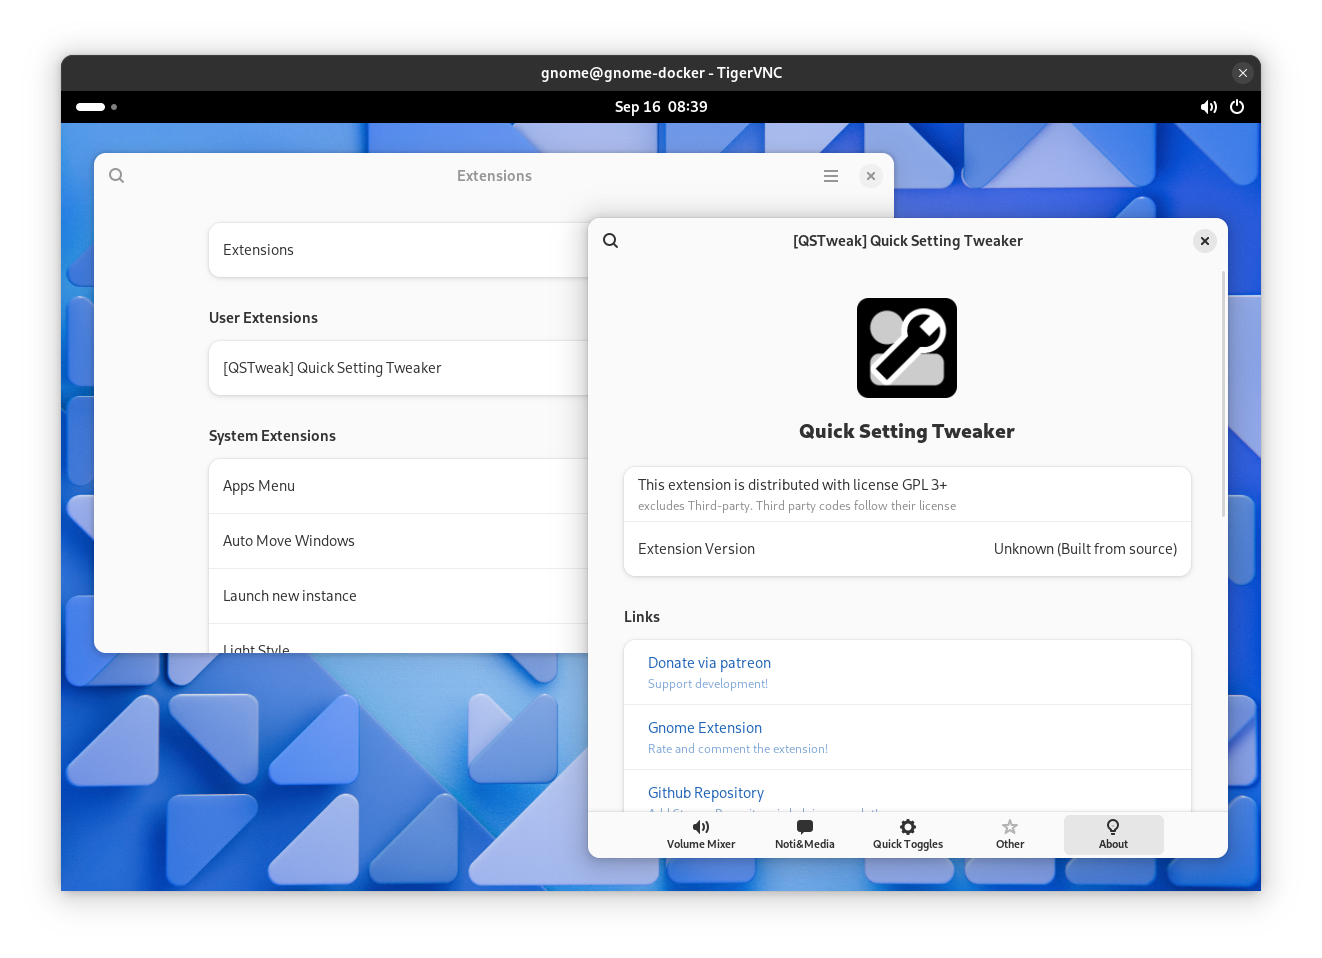 gnome@gnome-docker - TigerVNC
Sep 16 08:39
Extensions
Extensions
User Extensions
[QSTweak] Quick Setting Tweaker
System Extensions
Apps Menu
Auto Move Windows
Launch new instance
Light Style
[QSTweak] Quick Setting Tweaker
Quick Setting Tweaker
This extension is distributed with license GPL 3+
excludes Third-party. Third party codes follow their license
Extension Version
Unknown (Built from source)
Links
Donate via patreon
Support development!
Gnome Extension
Rate and comment the extension!
Github Repository
Volume Mixer
Noti&Media
Quick Toggles
Other
About